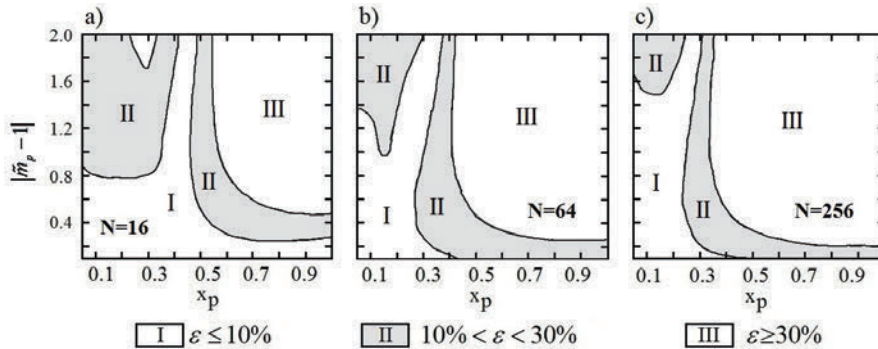 a)
b)
c)
|m̃ₚ − 1|
2.0
1.6
1.2
0.8
0.4
II
III
II
I
N=16
II
III
II
I
N=64
II
III
I
II
N=256
0.1 0.3 0.5 0.7 0.9
0.1 0.3 0.5 0.7 0.9
0.1 0.3 0.5 0.7 0.9
xₚ
xₚ
xₚ
I ε ≤ 10%
II 10% < ε < 30%
III ε ≥ 30%